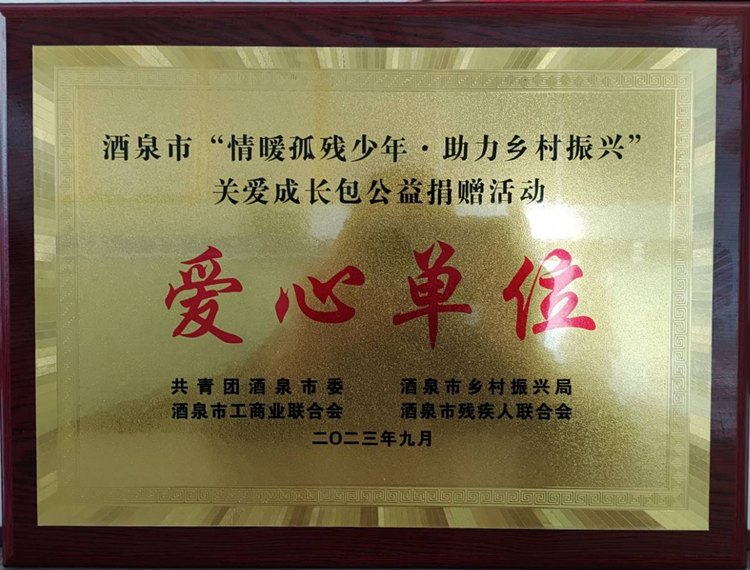 酒泉市“情暖孤残少年·助力乡村振兴”
关爱成长包公益捐赠活动
爱心单位
共青团酒泉市委 酒泉市乡村振兴局
酒泉市工商业联合会 酒泉市残疾人联合会
二〇二三年九月